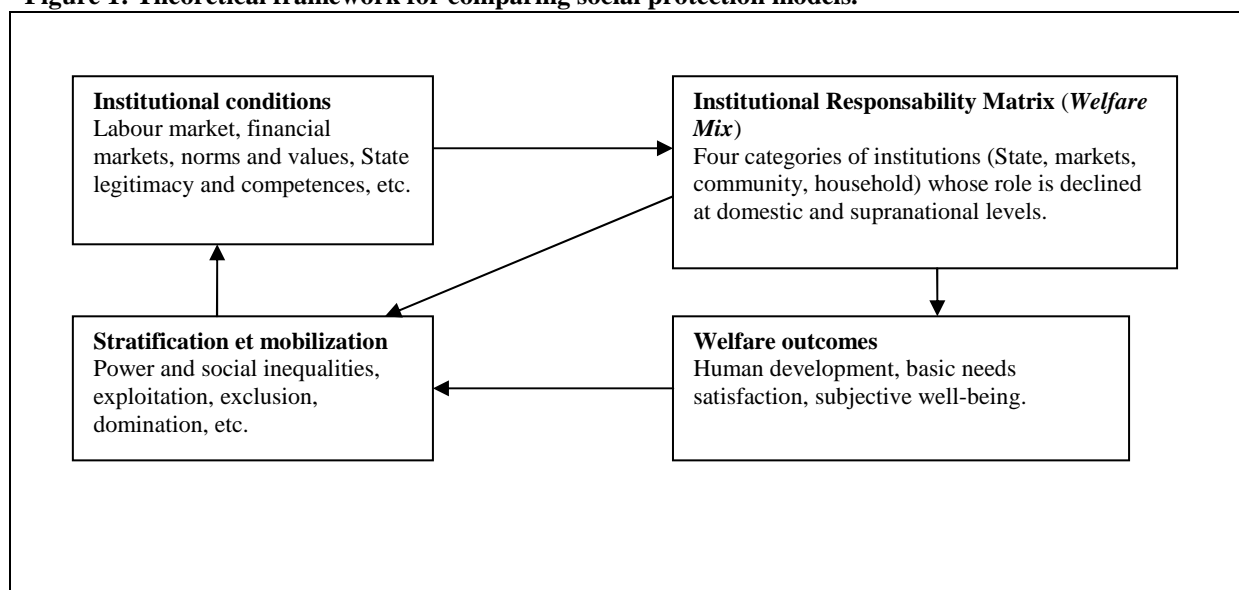 Figure 1: Theoretical framework for comparing social protection models.
Institutional conditions
Labour market, financial
markets, norms and values, State
legitimacy and competences, etc.
Institutional Responsability Matrix (Welfare
Mix)
Four categories of institutions (State, markets,
community, household) whose role is declined
at domestic and supranational levels.
Stratification et mobilization
Power and social inequalities,
exploitation, exclusion,
domination, etc.
Welfare outcomes
Human development, basic needs
satisfaction, subjective well-being.